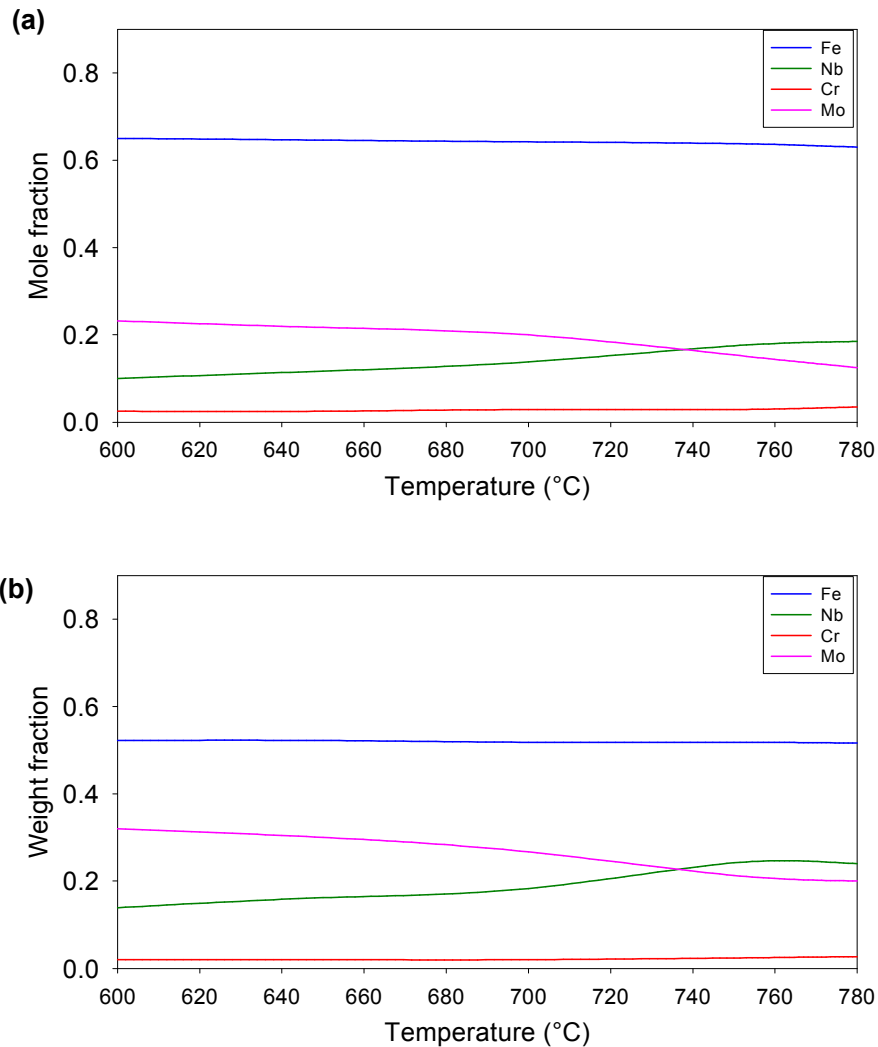 (a)
Mole fraction
0.8
0.6
0.4
0.2
0.0
Fe
Nb
Cr
Mo
600 620 640 660 680 700 720 740 760 780
Temperature (°C)
(b)
Weight fraction
0.8
0.6
0.4
0.2
0.0
Fe
Nb
Cr
Mo
600 620 640 660 680 700 720 740 760 780
Temperature (°C)